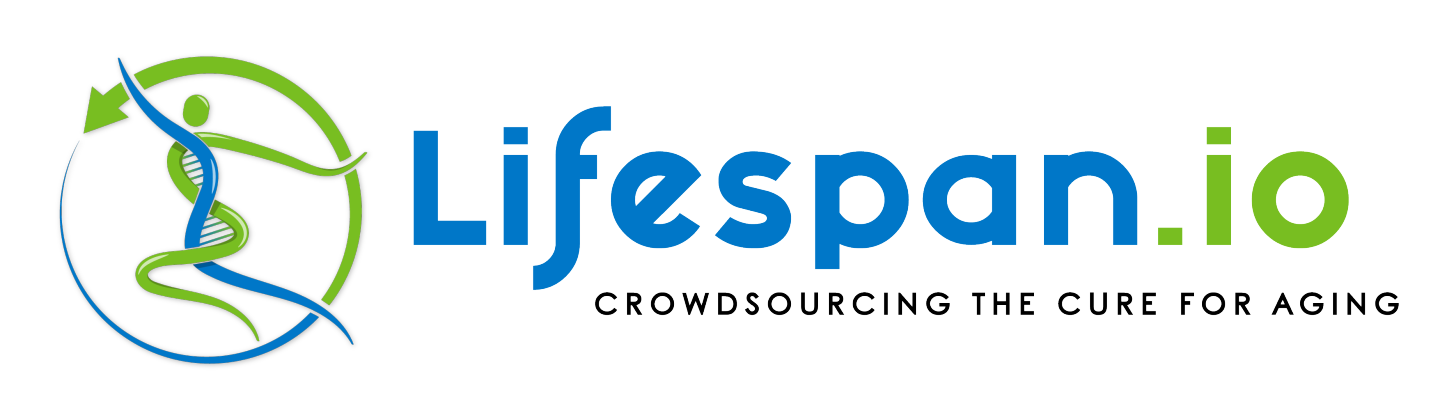 Lifespan.io
CROWDSOURCING THE CURE FOR AGING